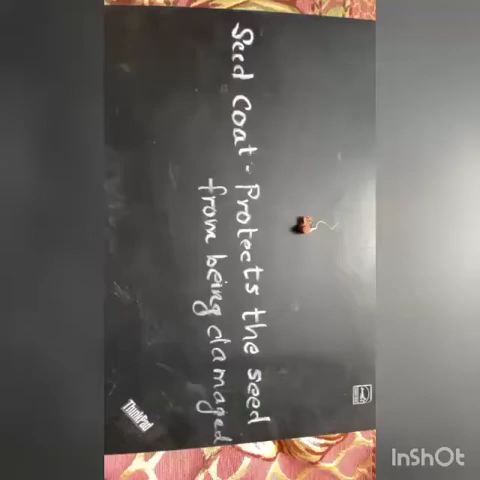 Seed Coat - Protects the seed
from being damaged
ThinkPad
InShOt